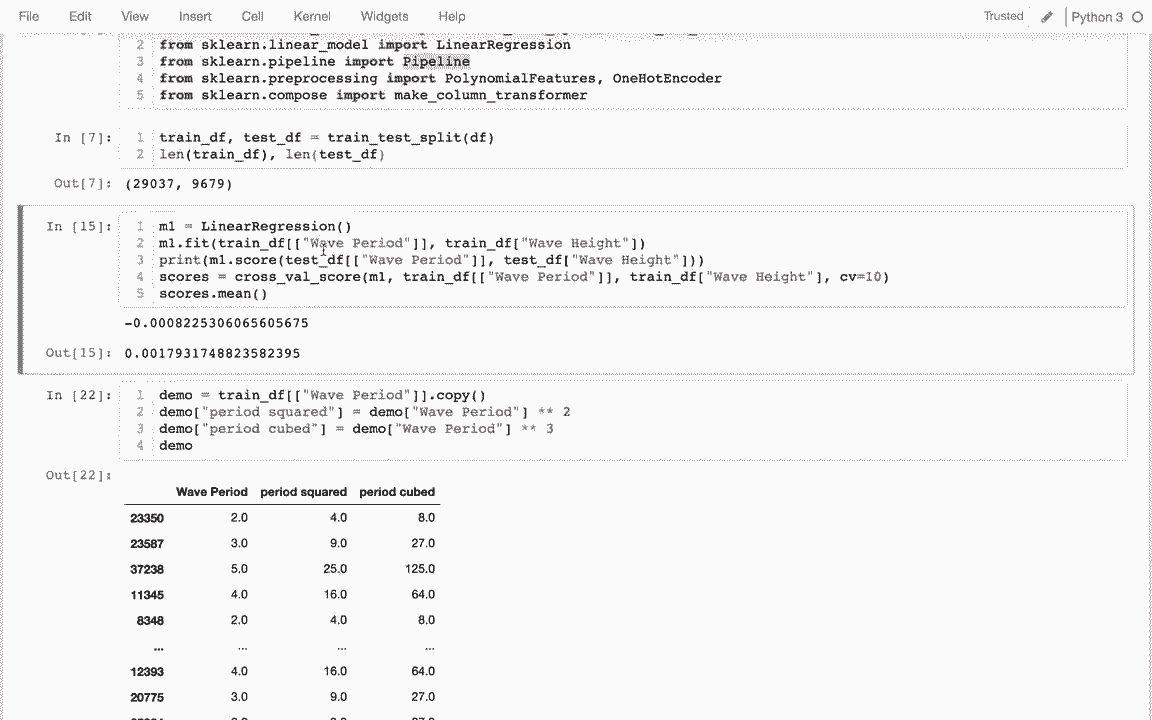 File Edit View Insert Cell Kernel Widgets Help Trusted Python 3
2 from sklearn.linear_model import LinearRegression
3 from sklearn.pipeline import Pipeline
4 from sklearn.preprocessing import PolynomialFeatures, OneHotEncoder
5 from sklearn.compose import make_column_transformer
In [7]: 1 train_df, test_df = train_test_split(df)
2 len(train_df), len(test_df)
Out[7]: (29037, 9679)
In [15]: 1 m1 = LinearRegression()
2 m1.fit(train_df[["Wave Period"]], train_df["Wave Height"])
3 print(m1.score(test_df[["Wave Period"]], test_df["Wave Height"]))
4 scores = cross_val_score(m1, train_df[["Wave Period"]], train_df["Wave Height"], cv=10)
5 scores.mean()
-0.0008225306065605675
Out[15]: 0.0017931748823582395
In [22]: 1 demo = train_df[["Wave Period"]].copy()
2 demo["period squared"] = demo["Wave Period"] ** 2
3 demo["period cubed"] = demo["Wave Period"] ** 3
4 demo
Out[22]:
Wave Period period squared period cubed
23350 2.0 4.0 8.0
23587 3.0 9.0 27.0
37238 5.0 25.0 125.0
11345 4.0 16.0 64.0
8348 2.0 4.0 8.0
... ... ... ...
12393 4.0 16.0 64.0
20775 3.0 9.0 27.0